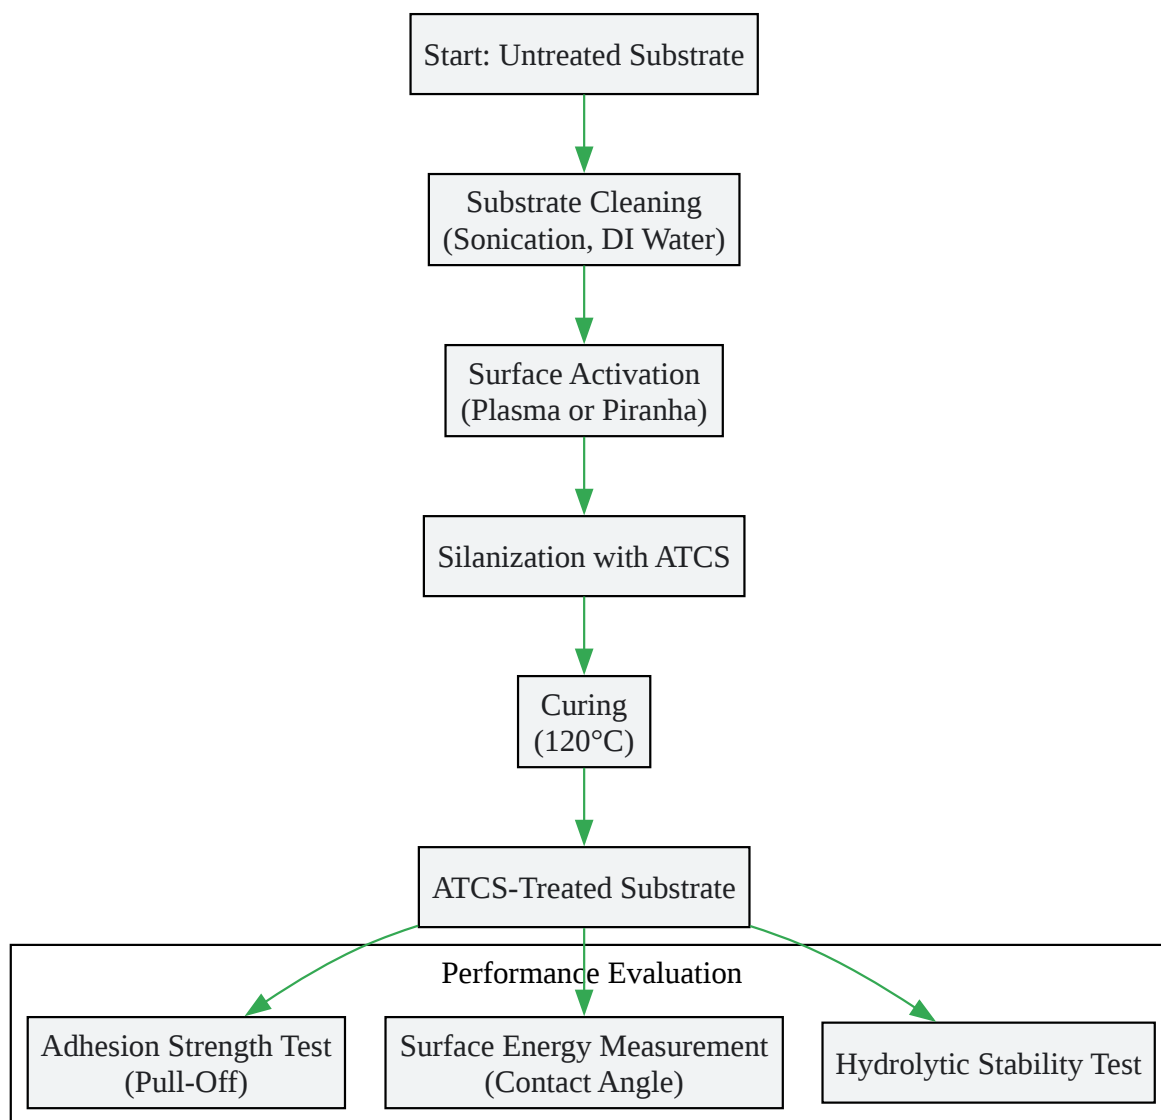 Start: Untreated Substrate
Substrate Cleaning
(Sonication, DI Water)
Surface Activation
(Plasma or Piranha)
Silanization with ATCS
Curing
(120°C)
ATCS-Treated Substrate
Performance Evaluation
Adhesion Strength Test
(Pull-Off)
Surface Energy Measurement
(Contact Angle)
Hydrolytic Stability Test